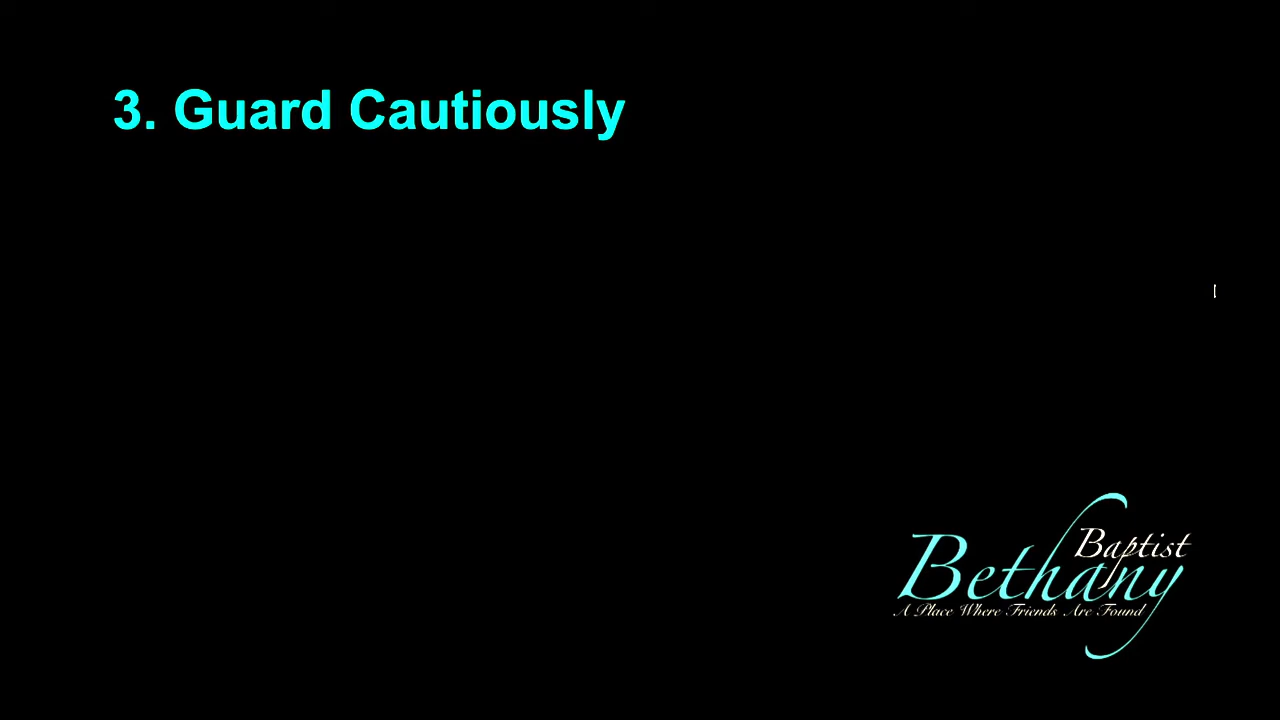 3. Guard Cautiously
Baptist
Bethany
A Place Where Friends Are Found